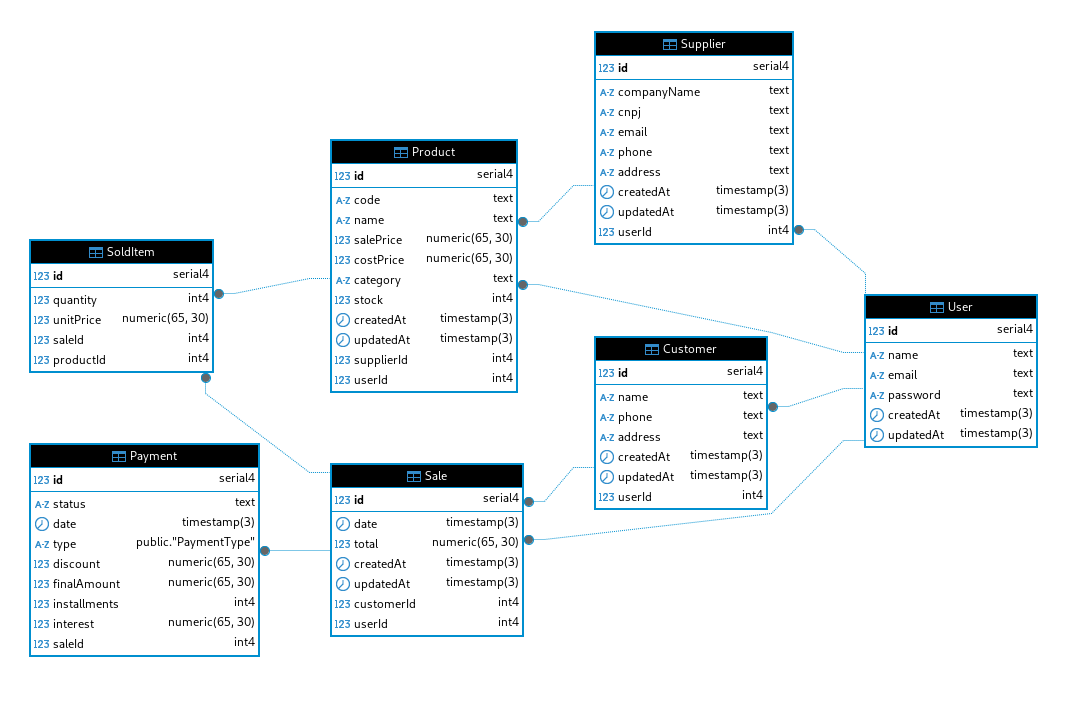 Supplier
123 id serial4
A-Z companyName text
A-Z cnpj text
A-Z email text
A-Z phone text
A-Z address text
createdAt timestamp(3)
updatedAt timestamp(3)
123 userId int4
Product
123 id serial4
A-Z code text
A-Z name text
123 salePrice numeric(65, 30)
123 costPrice numeric(65, 30)
A-Z category text
123 stock int4
createdAt timestamp(3)
updatedAt timestamp(3)
123 supplierId int4
123 userId int4
SoldItem
123 id serial4
123 quantity int4
123 unitPrice numeric(65, 30)
123 saleId int4
123 productId int4
User
123 id serial4
A-Z name text
A-Z email text
A-Z password text
createdAt timestamp(3)
updatedAt timestamp(3)
Customer
123 id serial4
A-Z name text
A-Z phone text
A-Z address text
createdAt timestamp(3)
updatedAt timestamp(3)
123 userId int4
Payment
123 id serial4
A-Z status text
date timestamp(3)
A-Z type public."PaymentType"
123 discount numeric(65, 30)
123 finalAmount numeric(65, 30)
123 installments int4
123 interest numeric(65, 30)
123 saleId int4
Sale
123 id serial4
date timestamp(3)
123 total numeric(65, 30)
createdAt timestamp(3)
updatedAt timestamp(3)
123 customerId int4
123 userId int4